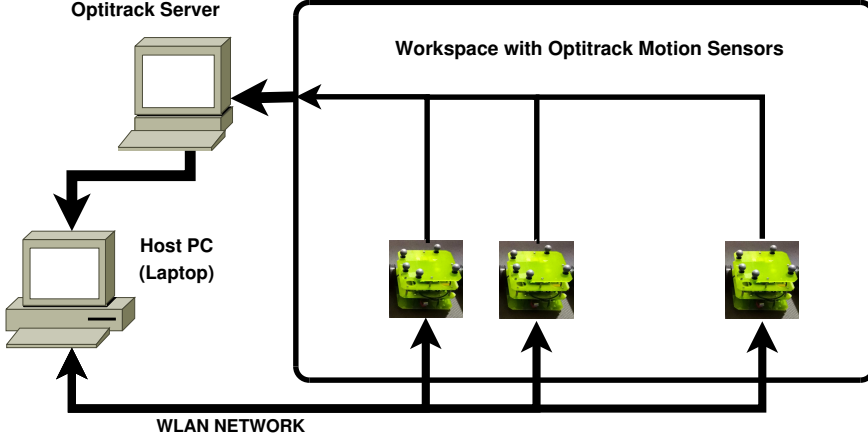 Optitrack Server
Workspace with Optitrack Motion Sensors
Host PC
(Laptop)
WLAN NETWORK